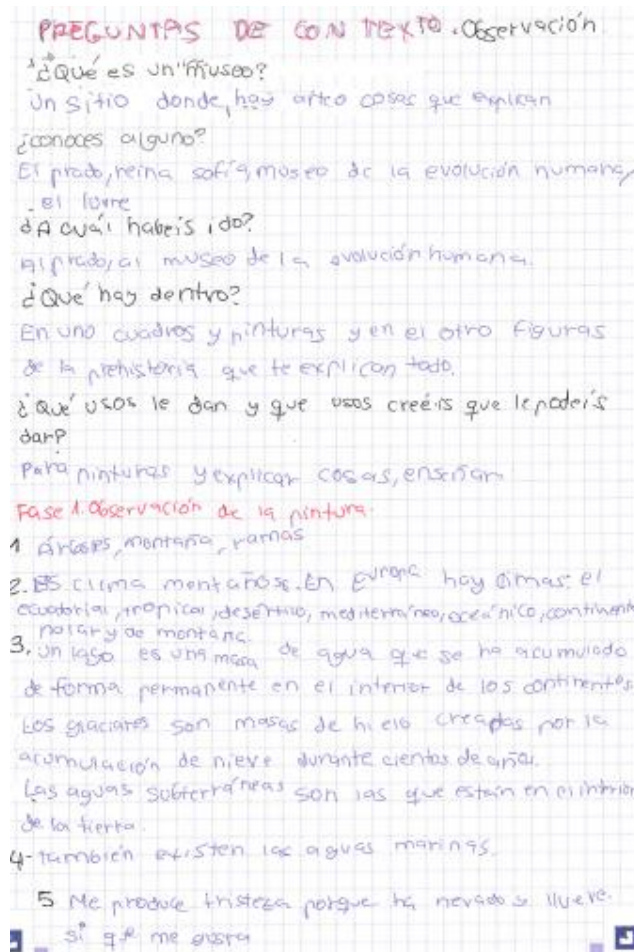 PREGUNTAS DE CONTEXTO. Observación
¿Qué es un "museo?
Un sitio donde hay arte o cosas que explican
¿conoces alguno?
El prado, reina sofía, museo de la evolución humana,
el lovre
¿A cuál habeis ido?
Al prado, al museo de la evolución humana.
¿Qué hay dentro?
En uno cuadros y pinturas y en el otro figuras
de la prehistoria que te explican todo.
¿Qué usos le dan y que usos creéis que le podeis
dar?
Para pinturas y explicar cosas, enseñar
Fase 1. Observación de la pintura.
1 Árboles, montaña, ramas
2. Es clima montañoso. En Europa hay climas: el
ecuatorial, tropical, desértico, mediterráneo, oceánico, continental
polar y de montaña.
3. Un lago es una masa de agua que se ha acumulado
de forma permanente en el interior de los continentes.
Los glaciares son masas de hielo creadas por la
acumulación de nieve durante cientos de años.
Las aguas subterráneas son las que están en el interior
de la tierra.
4- también existen las aguas marinas.
5 Me produce tristeza porque ha nevado y llueve.
si que me gusta